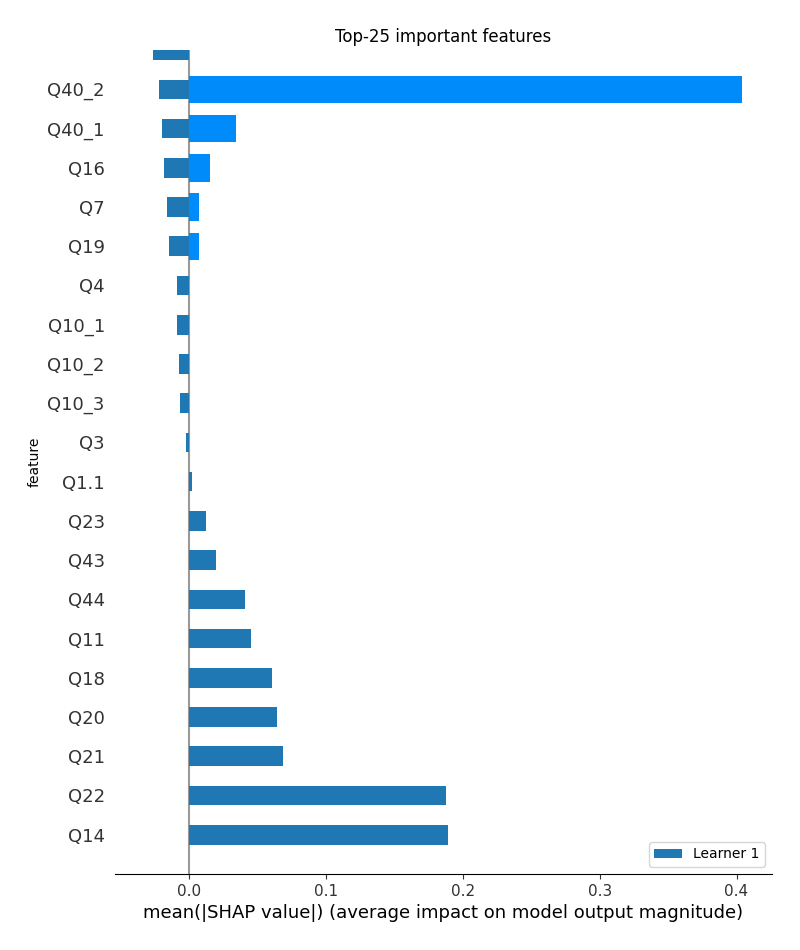 Top-25 important features
Q40_2
Q40_1
Q16
Q7
Q19
Q4
Q10_1
Q10_2
Q10_3
Q3
feature
Q1.1
Q23
Q43
Q44
Q11
Q18
Q20
Q21
Q22
Q14
Learner 1
0.0 0.1 0.2 0.3 0.4
mean(|SHAP value|) (average impact on model output magnitude)